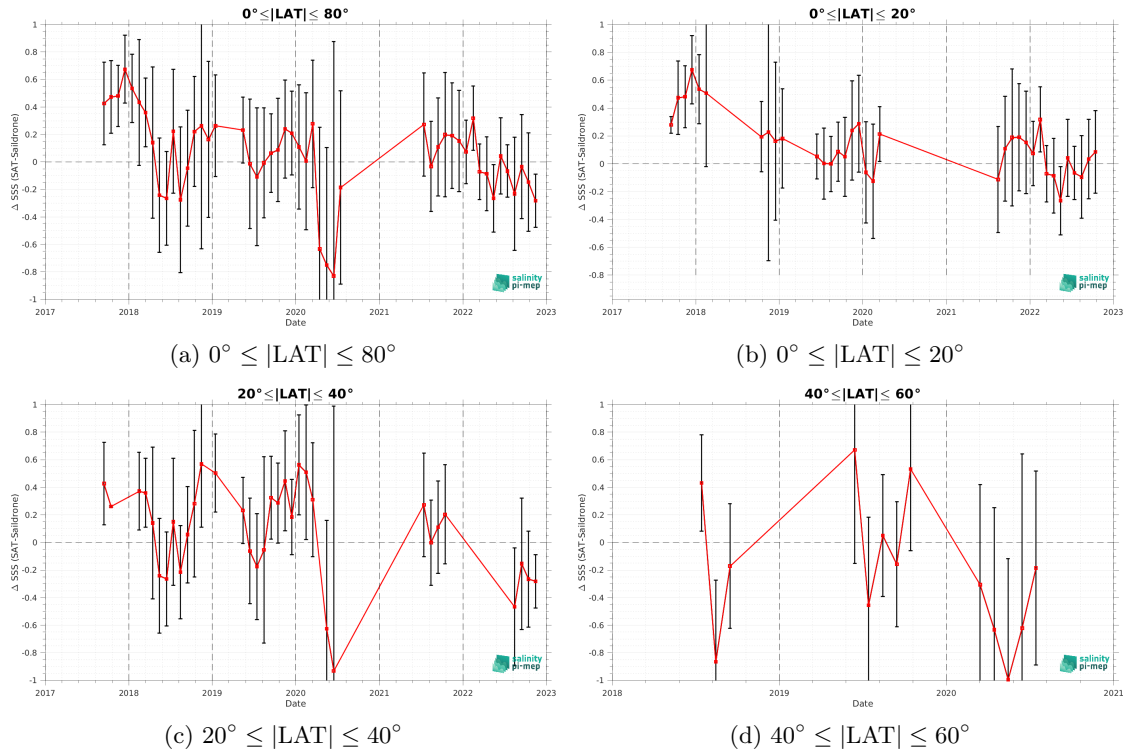 0°≤|LAT|≤ 80°
1
0.8
0.6
0.4
0.2
0
-0.2
-0.4
-0.6
-0.8
-1
Δ SSS (SAT-Saildrone)
2017
2018
2019
2020
2021
2022
2023
Date
salinity
pi-mep
(a) 0° ≤ |LAT| ≤ 80°
0°≤|LAT|≤ 20°
1
0.8
0.6
0.4
0.2
0
-0.2
-0.4
-0.6
-0.8
Δ SSS (SAT-Saildrone)
2017
2018
2019
2020
2021
2022
2023
Date
salinity
pi-mep
(b) 0° ≤ |LAT| ≤ 20°
20°≤|LAT|≤ 40°
1
0.8
0.6
0.4
0.2
0
-0.2
-0.4
-0.6
-0.8
-1
Δ SSS (SAT-Saildrone)
2017
2018
2019
2020
2021
2022
2023
Date
salinity
pi-mep
(c) 20° ≤ |LAT| ≤ 40°
40°≤|LAT|≤ 60°
1
0.8
0.6
0.4
0.2
0
-0.2
-0.4
-0.6
-0.8
-1
Δ SSS (SAT-Saildrone)
2018
2019
2020
2021
Date
salinity
pi-mep
(d) 40° ≤ |LAT| ≤ 60°